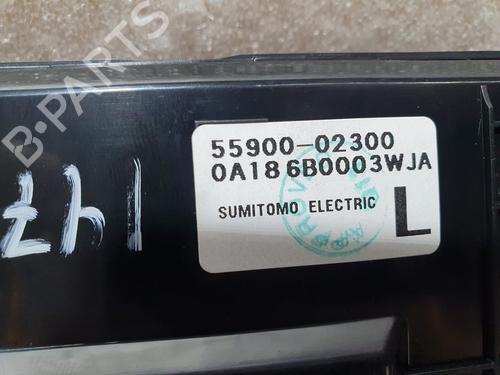 B-PARTS
55900-02300
0A186B0003WJA
SUMITOMO ELECTRIC
L